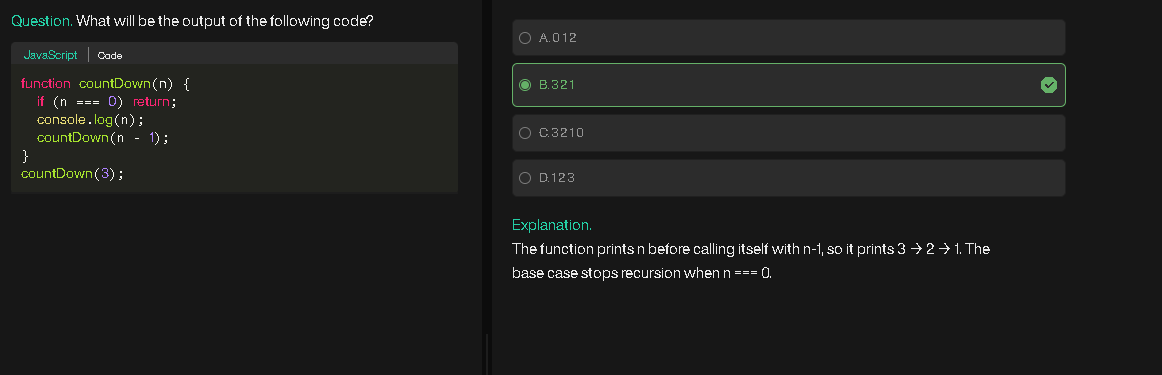 Question. What will be the output of the following code?
JavaScript | Code
function countDown(n) {
  if (n === 0) return;
  console.log(n);
  countDown(n - 1);
}
countDown(3);
A.0 1 2
B.3 2 1
C.3 2 1 0
D.1 2 3
Explanation.
The function prints n before calling itself with n-1, so it prints 3 → 2 → 1. The
base case stops recursion when n === 0.